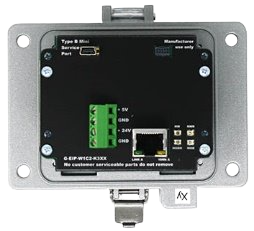 Type B Mini
Service
Port
Manufacturer
use only
+ 5V
GND
+ 24V
GND
G-EIP-W1C2-K3XX
No customer serviceable parts do not remove